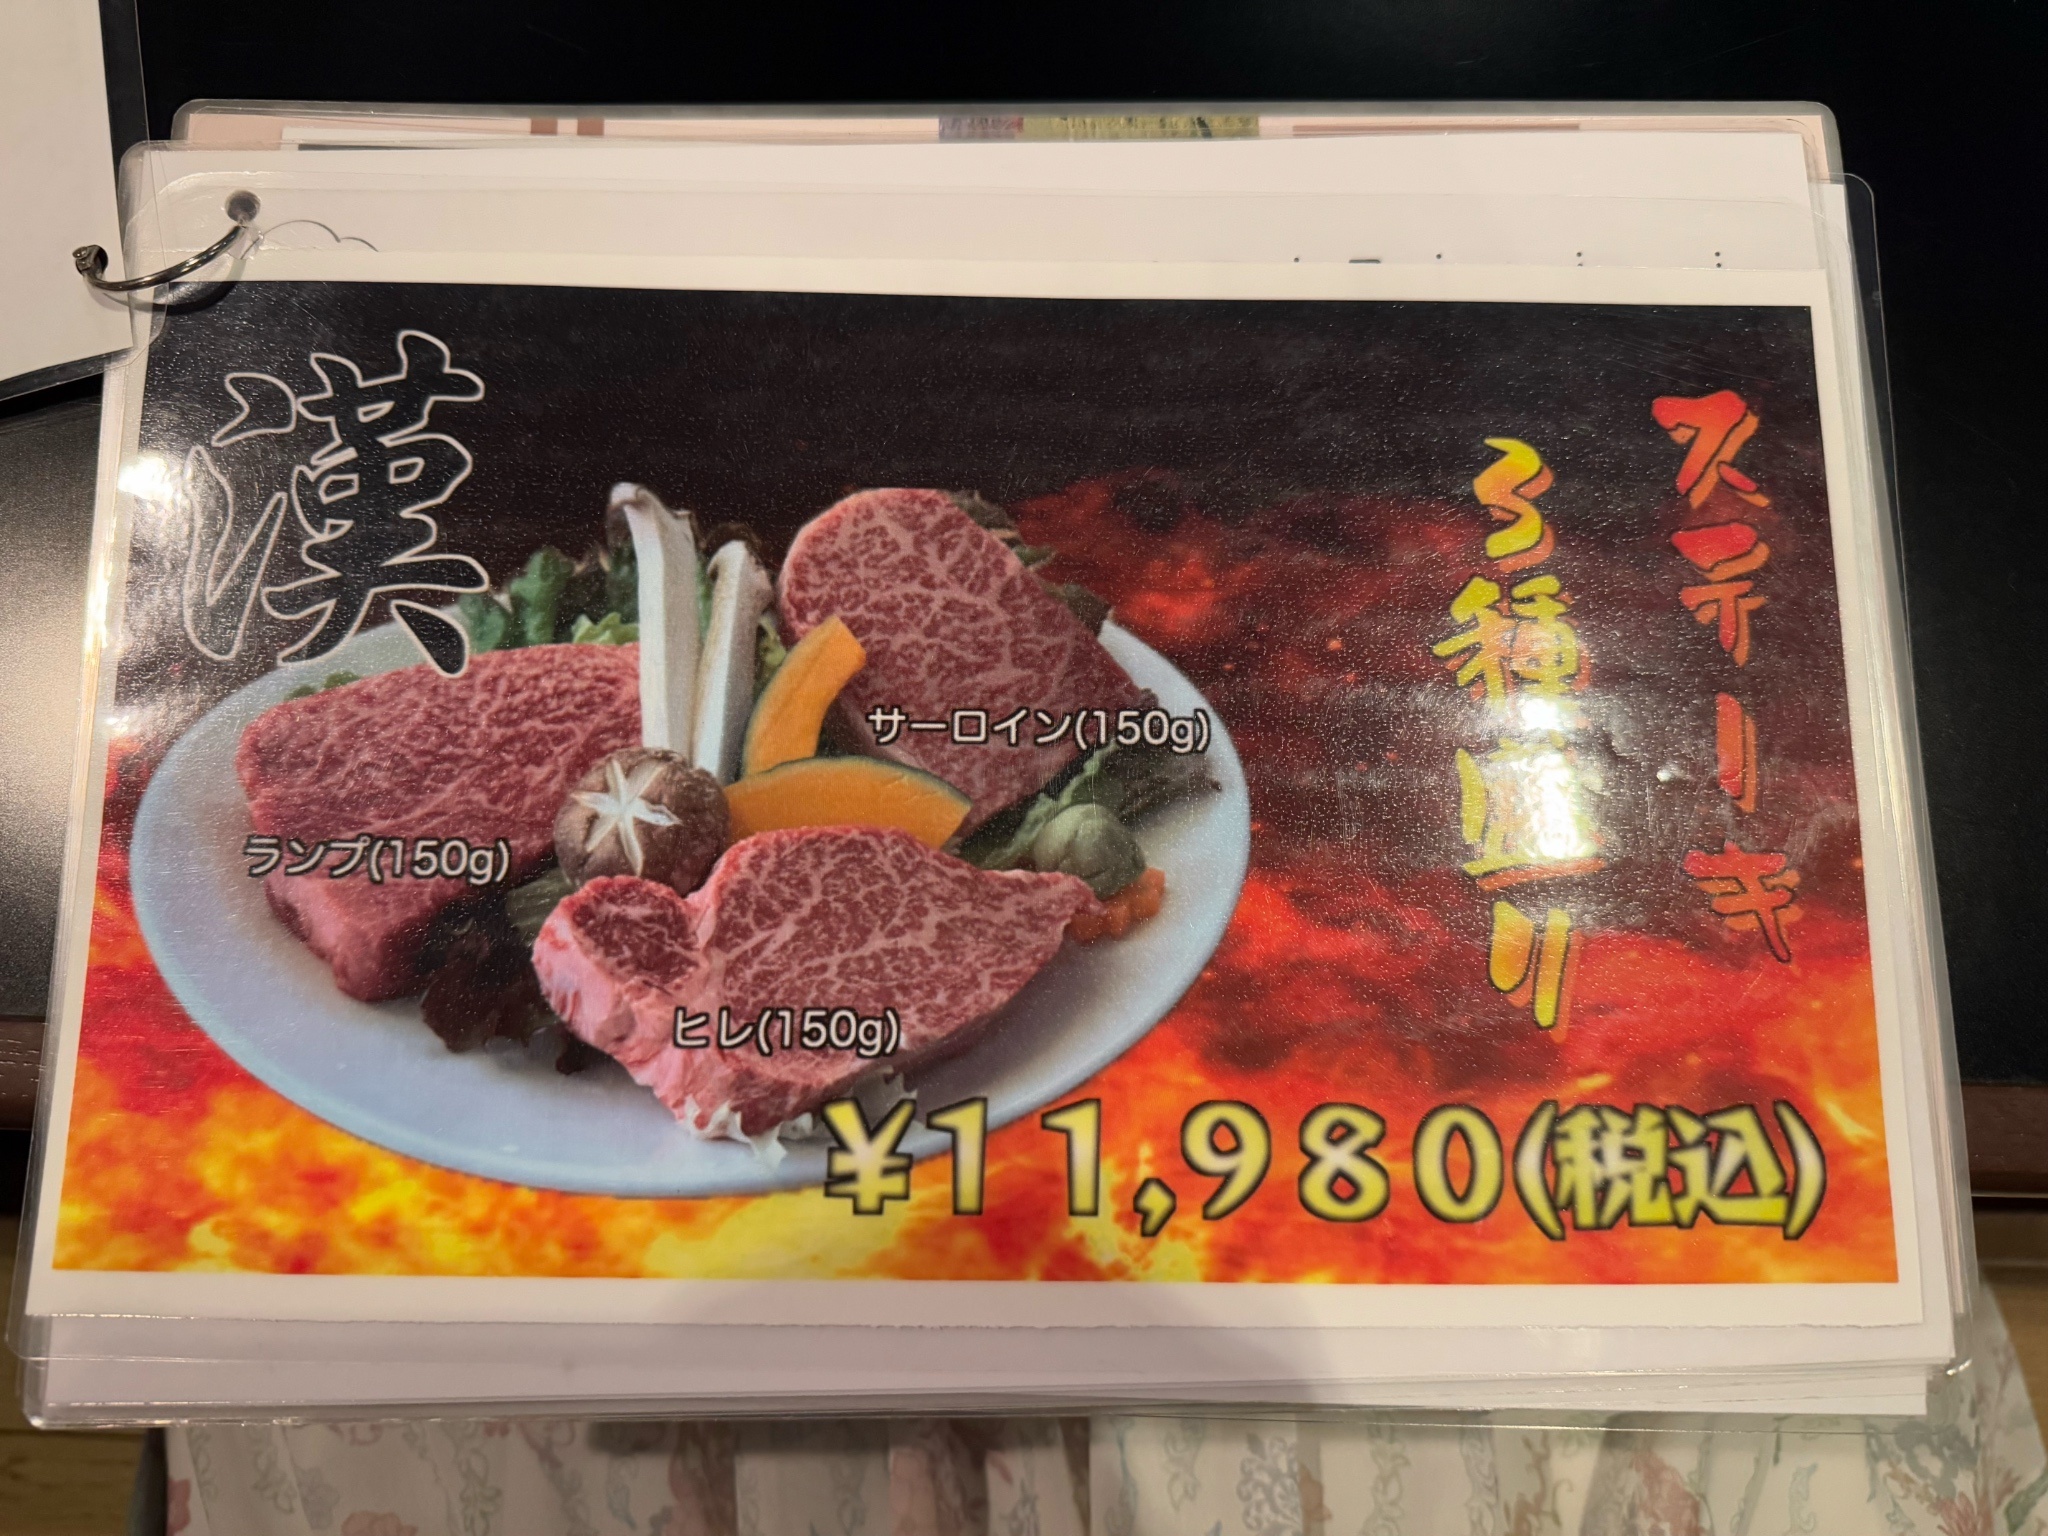 漢
ステーキ
3種盛り
サーロイン(150g)
ランプ(150g)
ヒレ(150g)
¥11,980(税込)